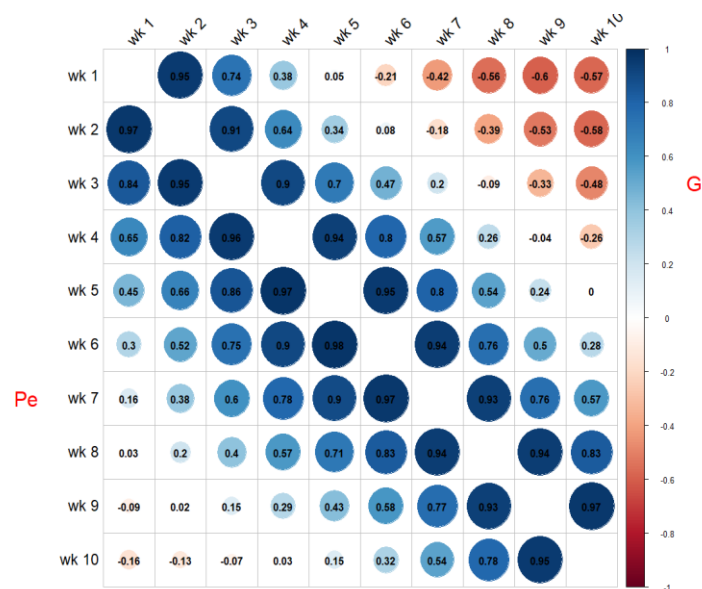 wk 1 wk 2 wk 3 wk 4 wk 5 wk 6 wk 7 wk 8 wk 9 wk 10
wk 1 0.95 0.74 0.38 0.05 -0.21 -0.42 -0.56 -0.6 -0.57
wk 2 0.97 0.91 0.64 0.34 0.08 -0.18 -0.39 -0.53 -0.58
wk 3 0.84 0.95 0.9 0.7 0.47 0.2 -0.09 -0.33 -0.48
wk 4 0.65 0.82 0.96 0.94 0.8 0.57 0.26 -0.04 -0.26
wk 5 0.45 0.66 0.86 0.97 0.95 0.8 0.54 0.24 0
wk 6 0.3 0.52 0.75 0.9 0.98 0.94 0.76 0.5 0.28
wk 7 0.16 0.38 0.6 0.78 0.9 0.97 0.93 0.76 0.57
wk 8 0.03 0.2 0.4 0.57 0.71 0.83 0.94 0.94 0.83
wk 9 -0.09 0.02 0.15 0.29 0.43 0.58 0.77 0.93 0.97
wk 10 -0.16 -0.13 -0.07 0.03 0.15 0.32 0.54 0.78 0.95
Pe
G
1
0.8
0.6
0.4
0.2
0
-0.2
-0.4
-0.6
-0.8
-1